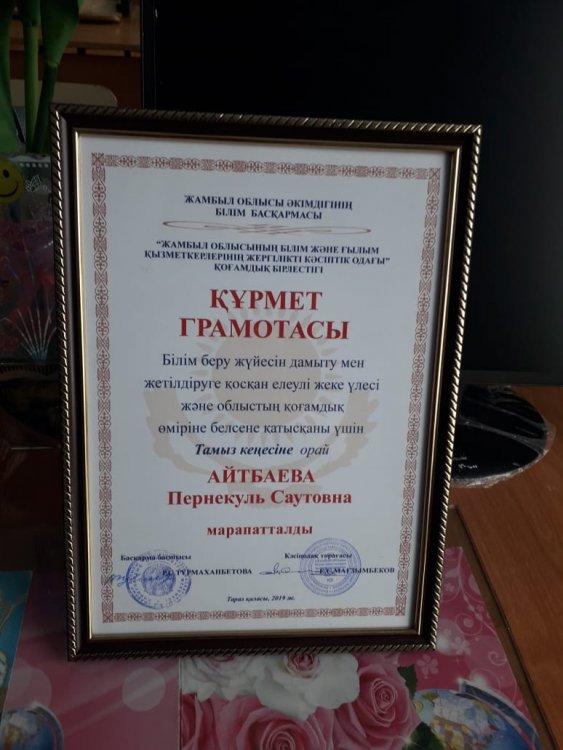 ЖАМБЫЛ ОБЛЫСЫ ӘКІМДІГІНІҢ
БІЛІМ БАСҚАРМАСЫ
"ЖАМБЫЛ ОБЛЫСЫНЫҢ БІЛІМ ЖӘНЕ ҒЫЛЫМ
ҚЫЗМЕТКЕРЛЕРІНІҢ ЖЕРГІЛІКТІ КӘСІПТІК ОДАҒЫ"
ҚОҒАМДЫҚ БІРЛЕСТІГІ
ҚҰРМЕТ
ГРАМОТАСЫ
Білім беру жүйесін дамыту мен
жетілдіруге қосқан елеулі жеке үлесі
және облыстың қоғамдық
өміріне белсене қатысқаны үшін
Тамыз кеңесіне орай
АЙТБАЕВА
Пернекуль Саутовна
марапатталды
Басқарма басшысы Кәсіподақ төрағасы
ТУРМАХАНБЕТОВА МАҒЗЫМБЕКОВ
Тараз қаласы, 2019 ж.